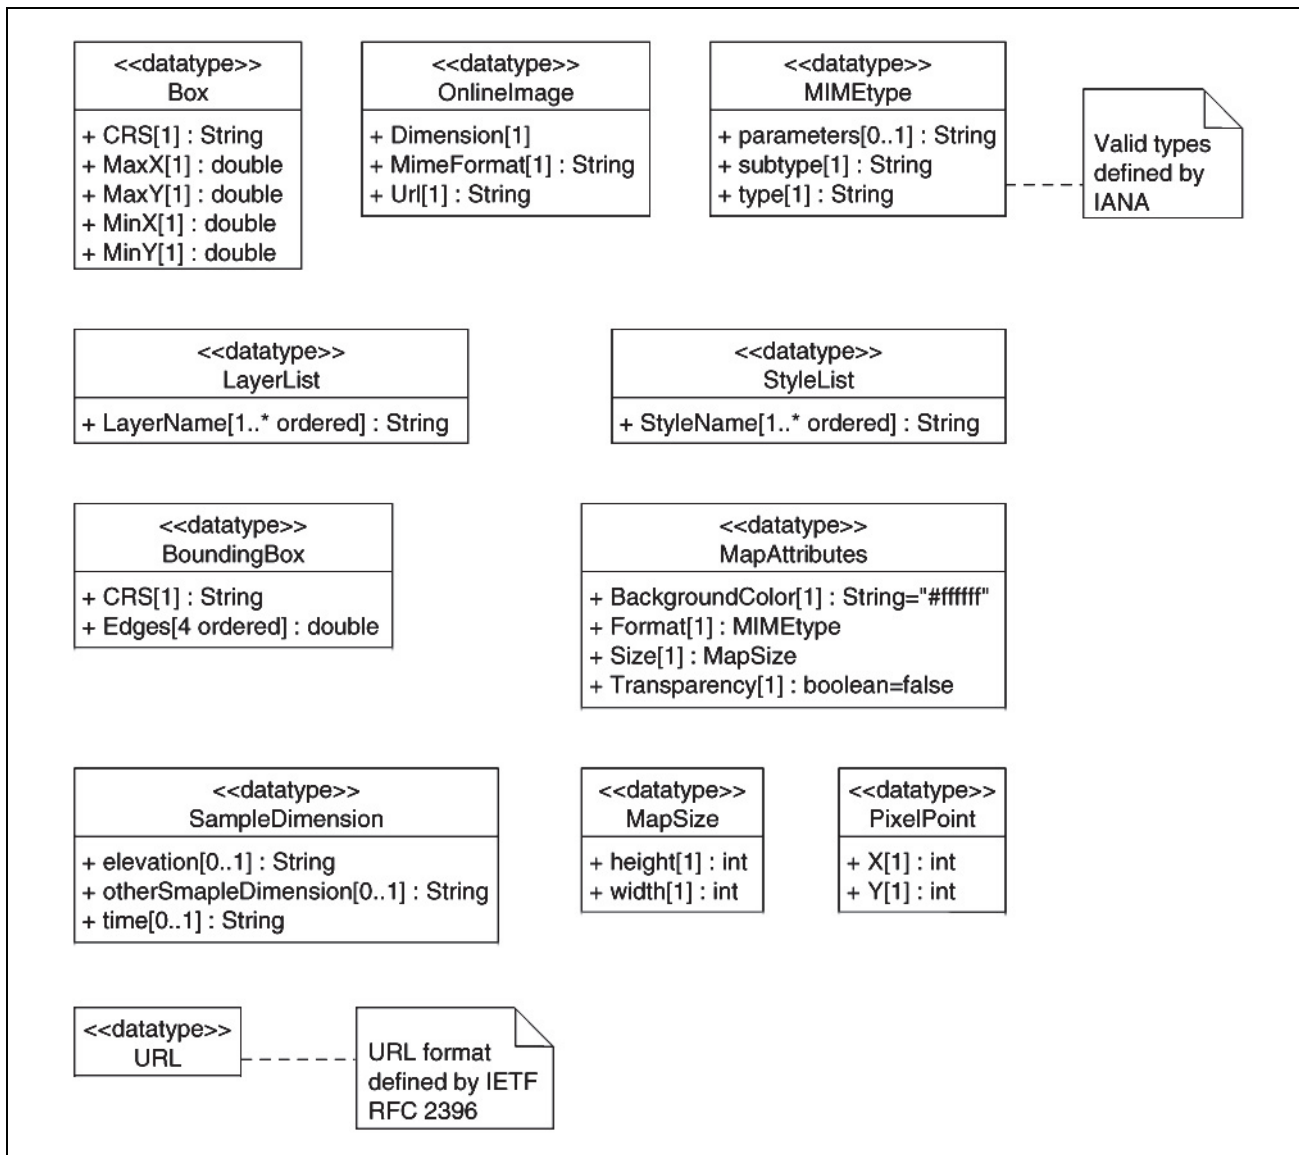 <<datatype>>
Box
+ CRS[1] : String
+ MaxX[1] : double
+ MaxY[1] : double
+ MinX[1] : double
+ MinY[1] : double
<<datatype>>
OnlineImage
+ Dimension[1]
+ MimeFormat[1] : String
+ Url[1] : String
<<datatype>>
MIMEtype
+ parameters[0..1] : String
+ subtype[1] : String
+ type[1] : String
Valid types
defined by
IANA
<<datatype>>
LayerList
+ LayerName[1..* ordered] : String
<<datatype>>
StyleList
+ StyleName[1..* ordered] : String
<<datatype>>
BoundingBox
+ CRS[1] : String
+ Edges[4 ordered] : double
<<datatype>>
MapAttributes
+ BackgroundColor[1] : String="#ffffff"
+ Format[1] : MIMEtype
+ Size[1] : MapSize
+ Transparency[1] : boolean=false
<<datatype>>
SampleDimension
+ elevation[0..1] : String
+ otherSmapleDimension[0..1] : String
+ time[0..1] : String
<<datatype>>
MapSize
+ height[1] : int
+ width[1] : int
<<datatype>>
PixelPoint
+ X[1] : int
+ Y[1] : int
<<datatype>>
URL
URL format
defined by IETF
RFC 2396